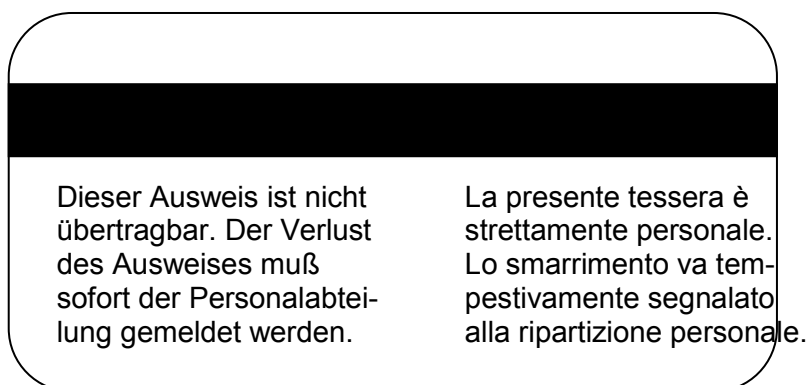 Dieser Ausweis ist nicht
übertragbar. Der Verlust
des Ausweises muß
sofort der Personalabtei-
lung gemeldet werden.
La presente tessera è
strettamente personale.
Lo smarrimento va tem-
pestivamente segnalato
alla ripartizione personale.